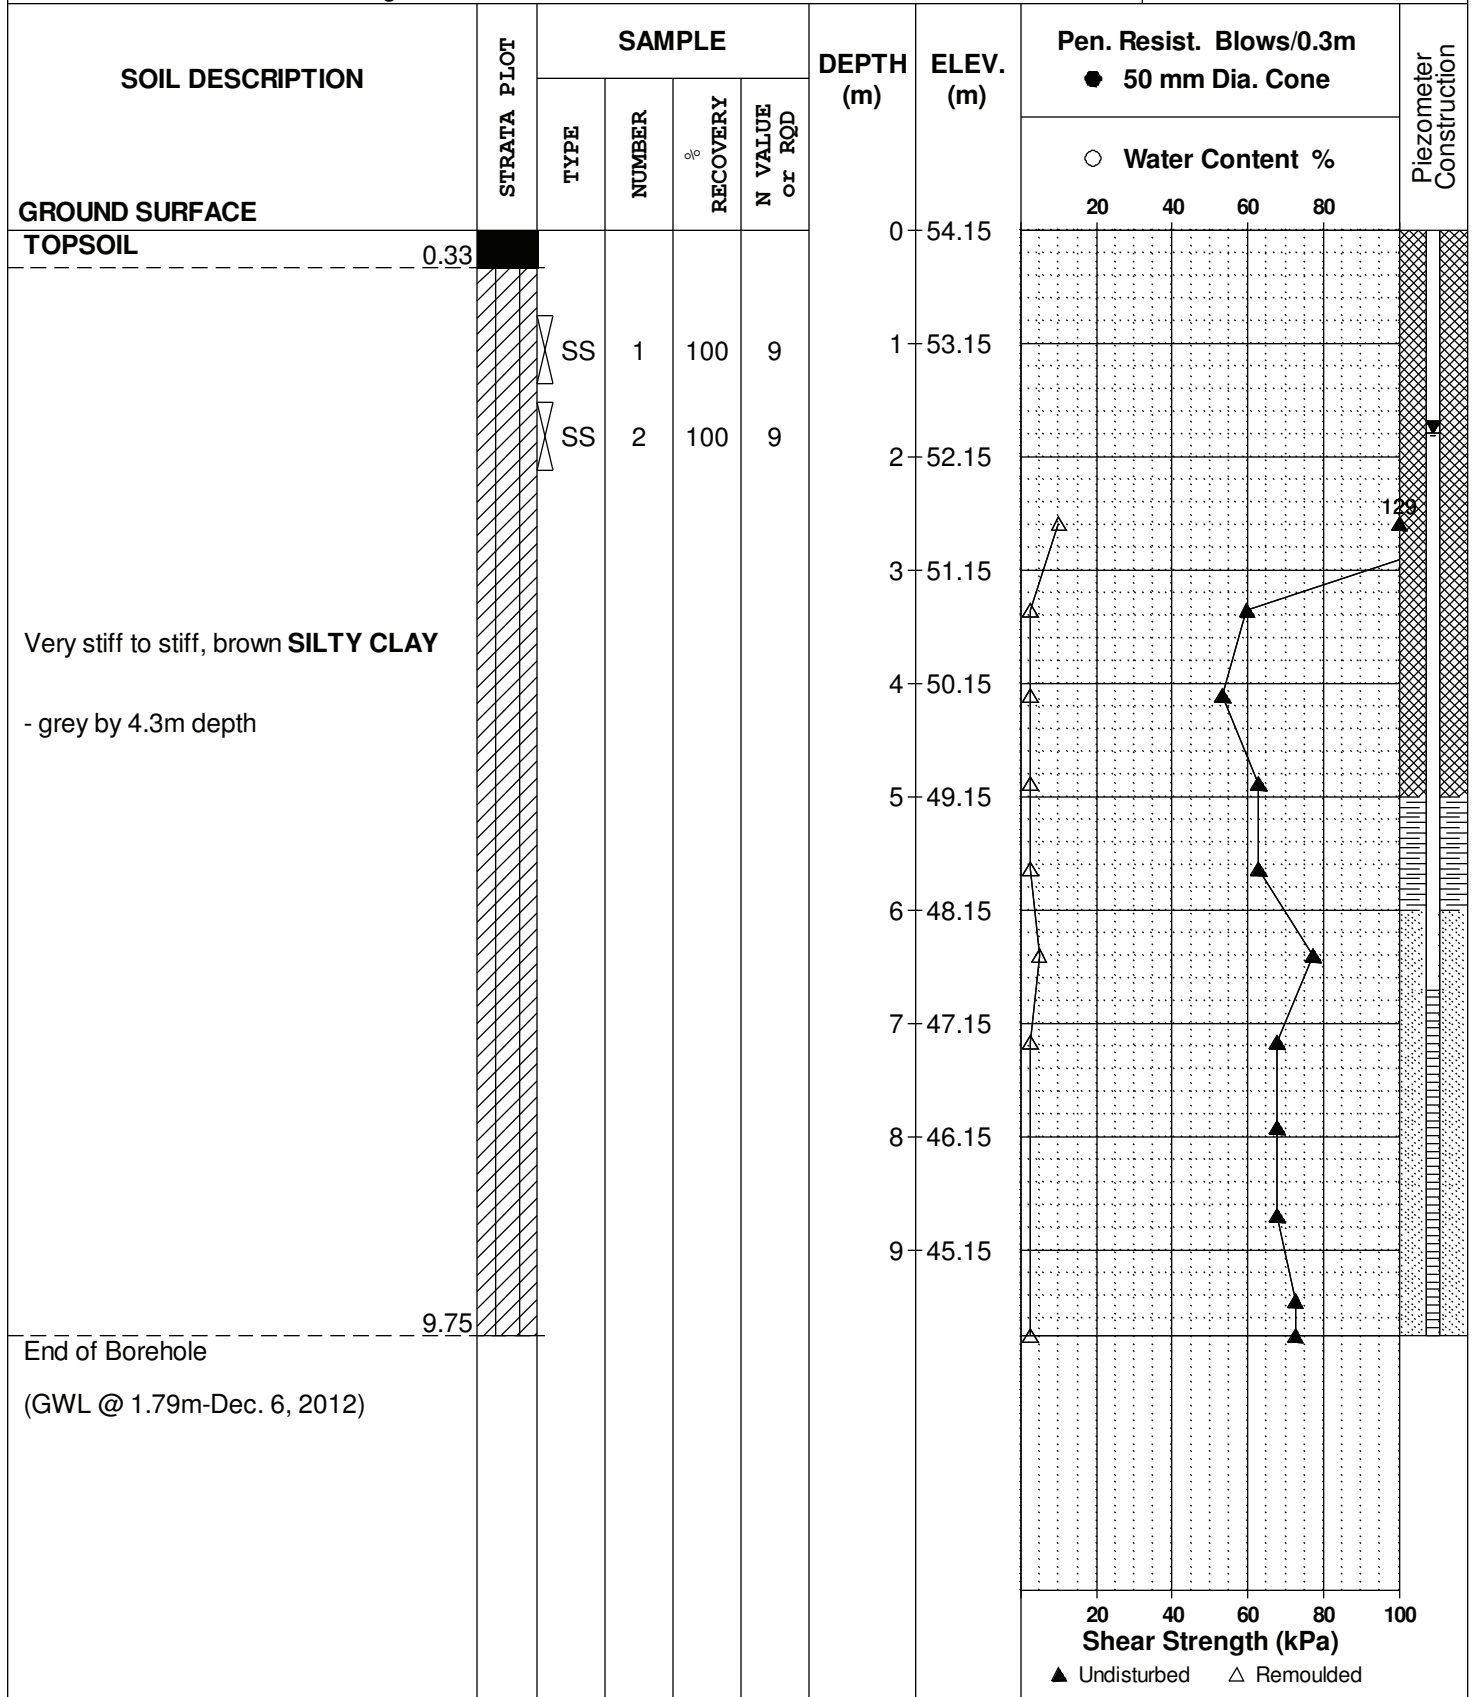 SOIL DESCRIPTION
GROUND SURFACE
STRATA PLOT
SAMPLE
TYPE
NUMBER
%
RECOVERY
N VALUE
or RQD
DEPTH
(m)
ELEV.
(m)
Pen. Resist. Blows/0.3m
● 50 mm Dia. Cone
○ Water Content %
20 40 60 80
Piezometer
Construction
TOPSOIL
0.33
0 54.15
SS 1 100 9
1 53.15
SS 2 100 9
2 52.15
129
3 51.15
Very stiff to stiff, brown SILTY CLAY
4 50.15
- grey by 4.3m depth
5 49.15
6 48.15
7 47.15
8 46.15
9 45.15
9.75
End of Borehole
(GWL @ 1.79m-Dec. 6, 2012)
20 40 60 80 100
Shear Strength (kPa)
▲ Undisturbed △ Remoulded